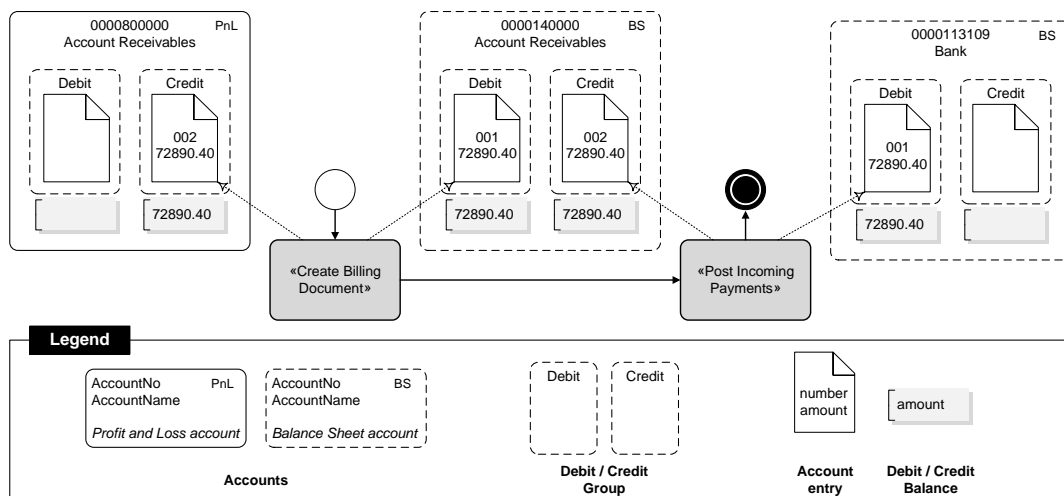 0000800000 PnL
Account Receivables
Debit Credit
002
72890.40
72890.40
0000140000 BS
Account Receivables
Debit Credit
001 002
72890.40 72890.40
72890.40 72890.40
0000113109 BS
Bank
Debit Credit
001
72890.40
72890.40
«Create Billing
Document»
«Post Incoming
Payments»
Legend
AccountNo PnL
AccountName
Profit and Loss account
AccountNo BS
AccountName
Balance Sheet account
Accounts
Debit Credit
Debit / Credit
Group
number
amount
Account
entry
amount
Debit / Credit
Balance